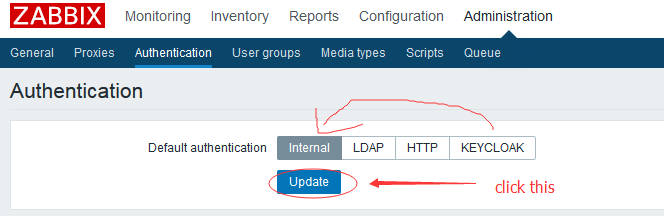 ZABBIX Monitoring Inventory Reports Configuration Administration
General Proxies Authentication User groups Media types Scripts Queue
Authentication
Default authentication Internal LDAP HTTP KEYCLOAK
Update click this